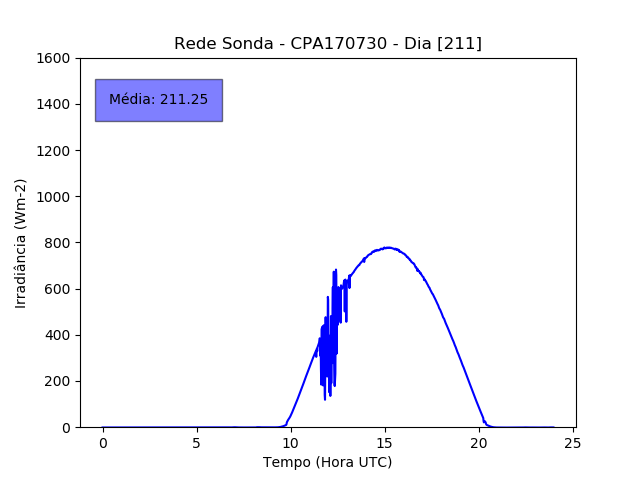 Rede Sonda - CPA170730 - Dia [211]
1600
1400
1200
1000
800
600
400
200
0
Irradiância (Wm-2)
Média: 211.25
0 5 10 15 20 25
Tempo (Hora UTC)